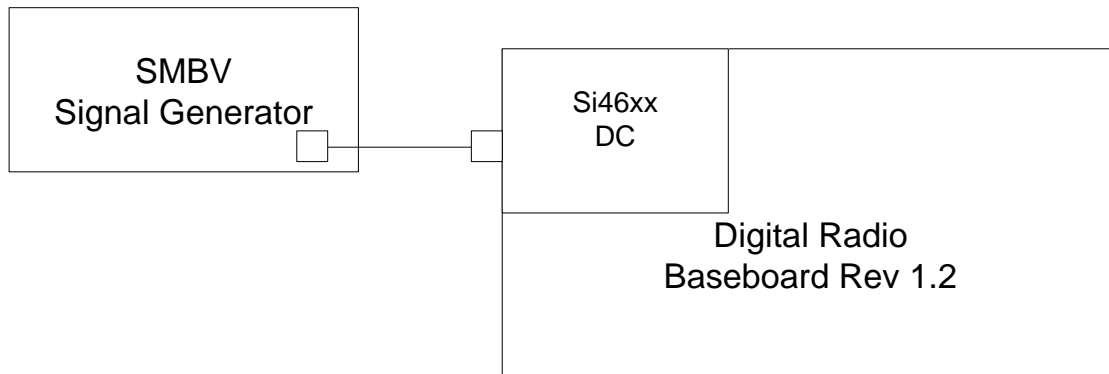 SMBV
Signal Generator
Si46xx
DC
Digital Radio
Baseboard Rev 1.2